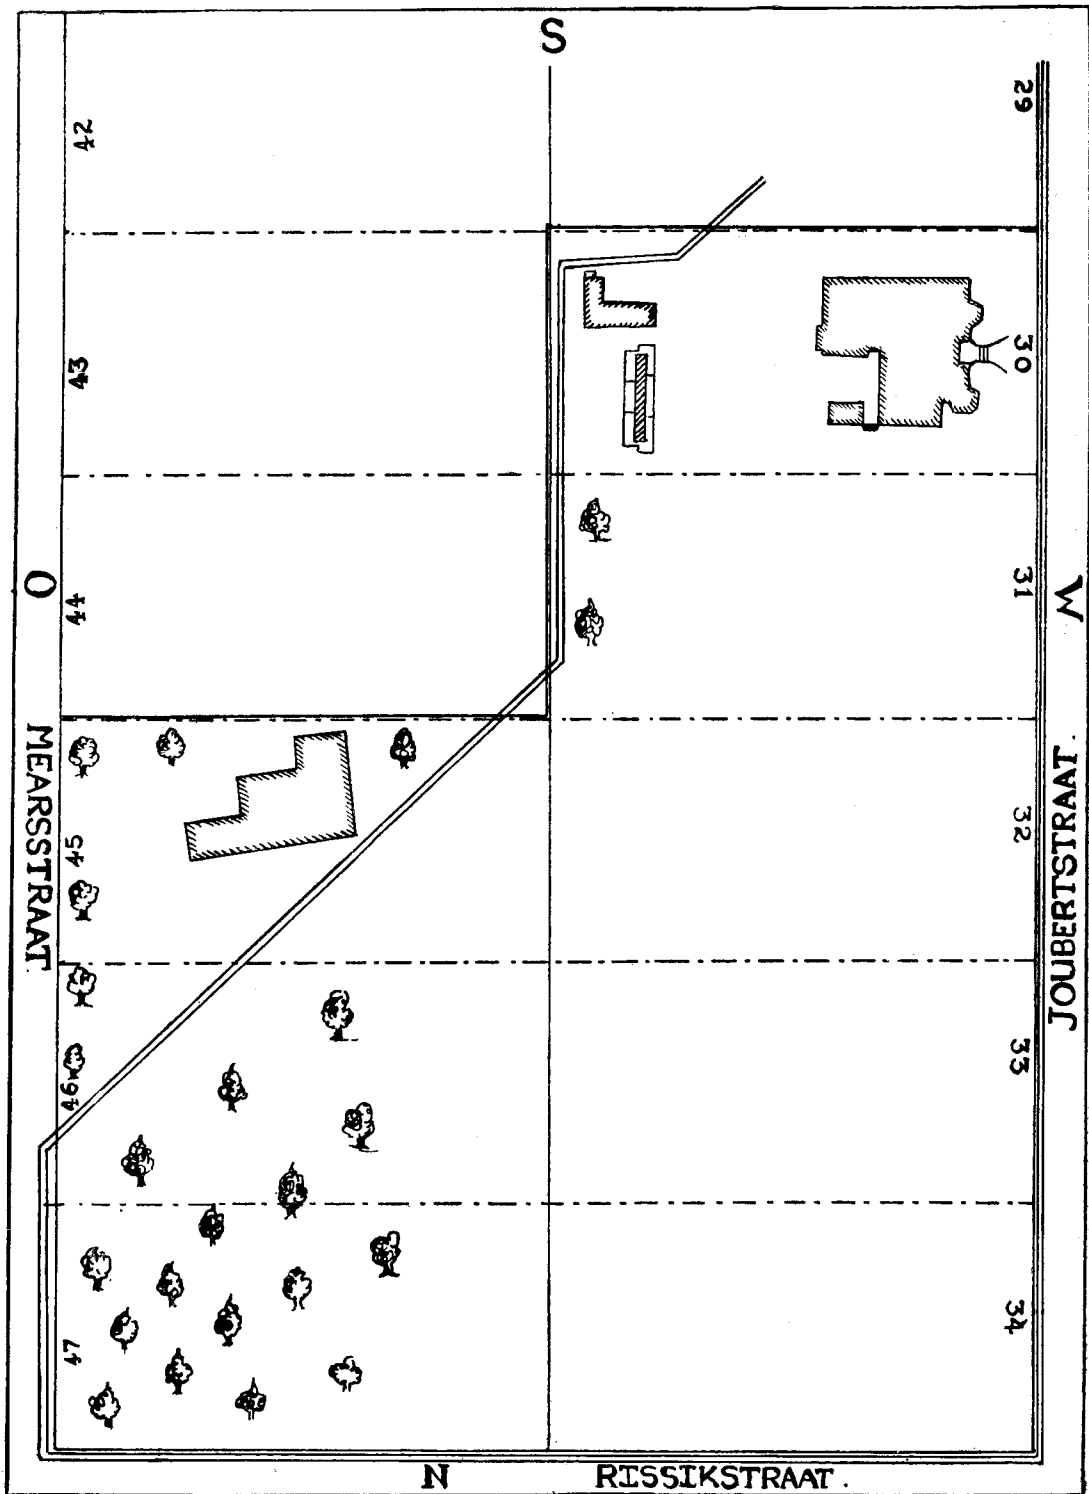 S
29
30
31
32
33
34
W
JOUBERTSTRAAT.
42
43
44
45
46
47
O
MEARSSTRAAT.
N
RISSIKSTRAAT.